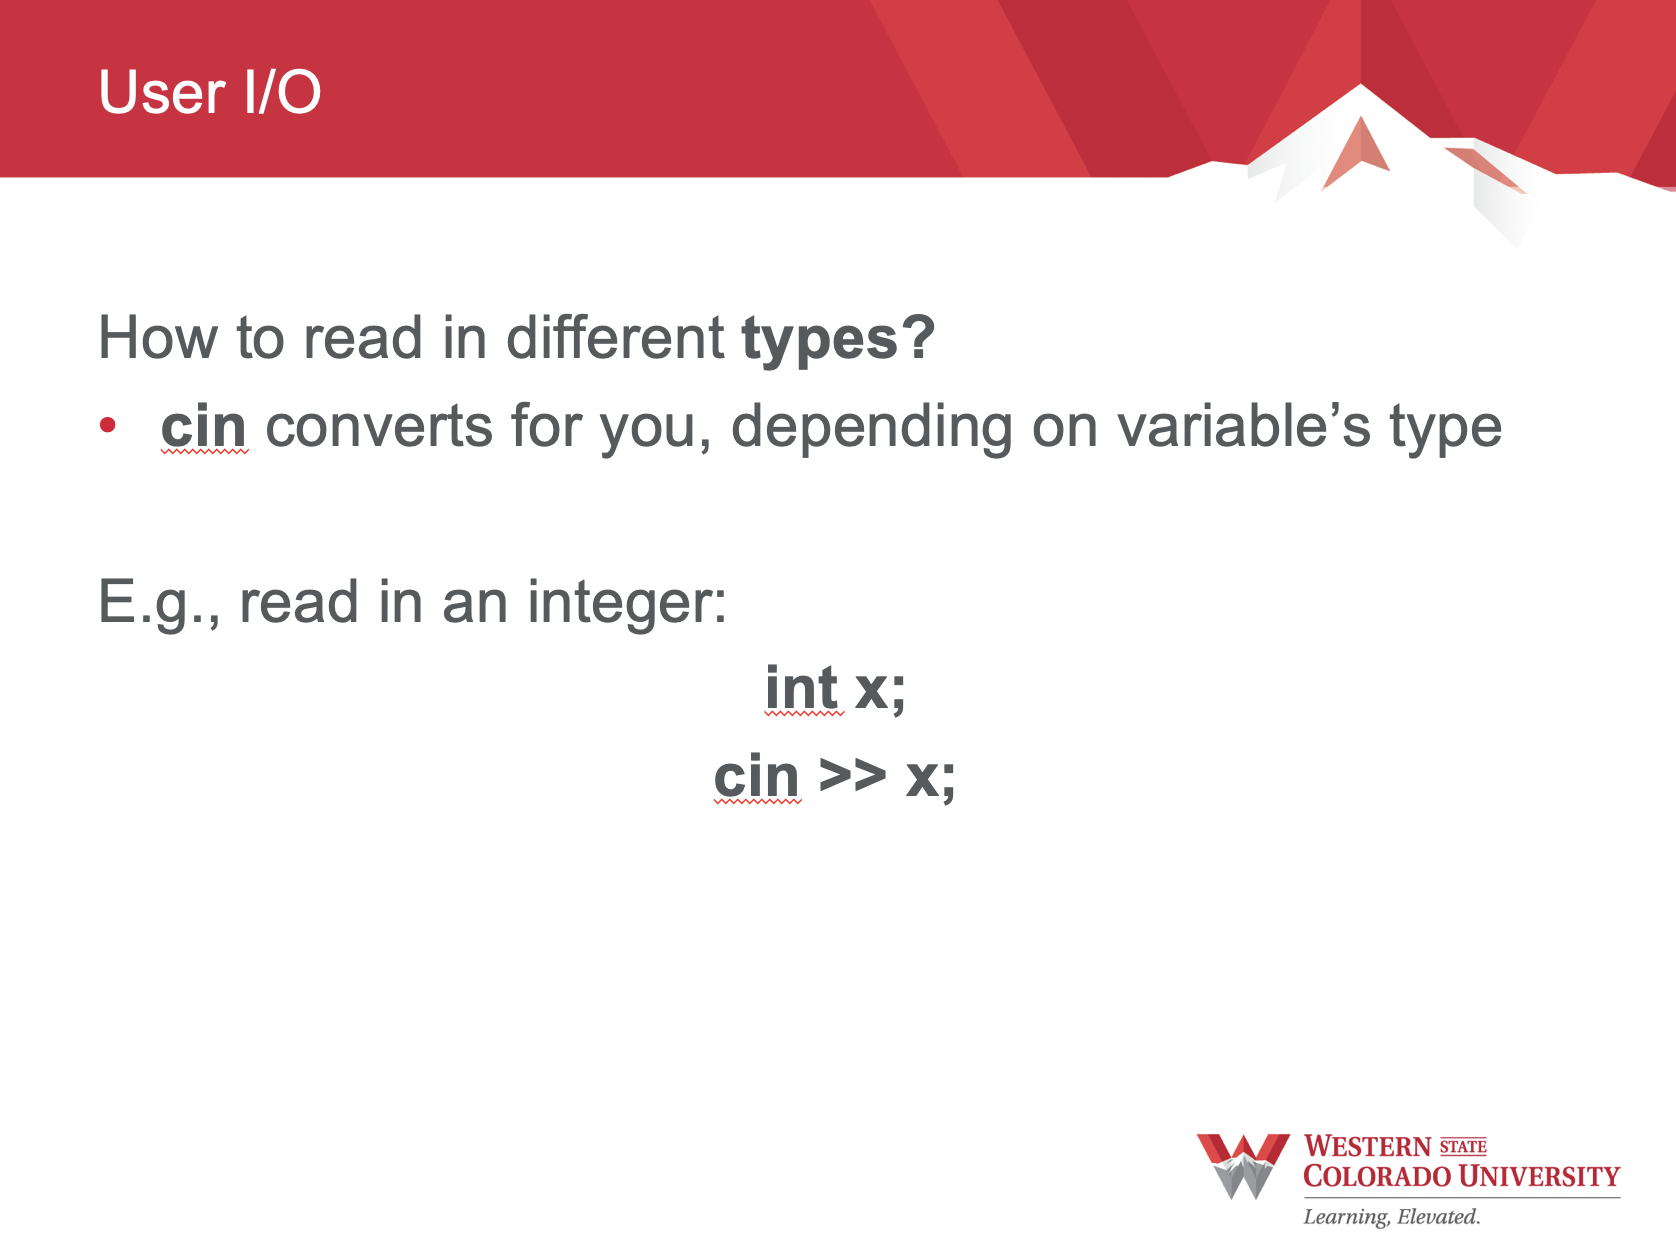 User I/O
How to read in different types?
• cin converts for you, depending on variable’s type
E.g., read in an integer:
int x;
cin >> x;
WESTERN STATE
COLORADO UNIVERSITY
Learning, Elevated.